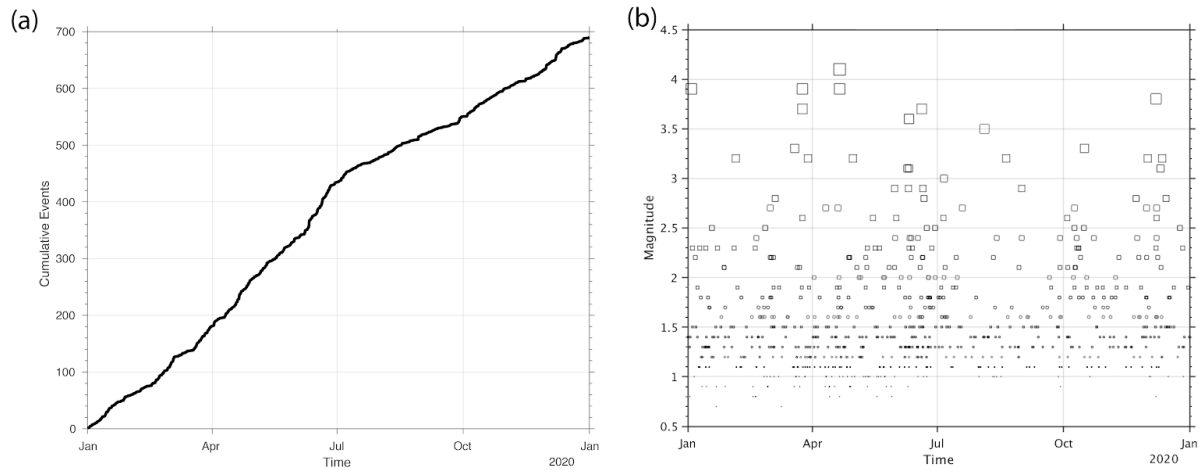 (a)
700
600
500
400
300
200
100
0
Cumulative Events
Jan Apr Jul Oct Jan
Time 2020
(b)
4.5
4
3.5
3
2.5
2
1.5
1
0.5
Magnitude
Jan Apr Jul Oct Jan
Time 2020